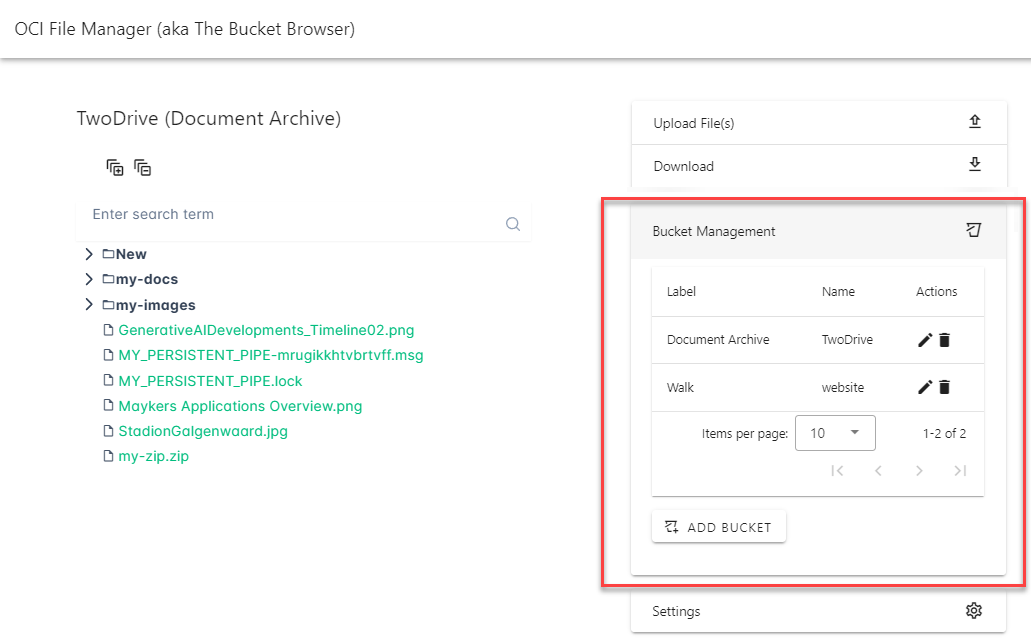 OCI File Manager (aka The Bucket Browser)
TwoDrive (Document Archive)
Enter search term
New
my-docs
my-images
GenerativeAIDevelopments_Timeline02.png
MY_PERSISTENT_PIPE-mrugikkhtvbrtvff.msg
MY_PERSISTENT_PIPE.lock
Maykers Applications Overview.png
StadionGalgenwaard.jpg
my-zip.zip
Upload File(s)
Download
Bucket Management
Label Name Actions
Document Archive TwoDrive
Walk website
Items per page: 10 1-2 of 2
ADD BUCKET
Settings